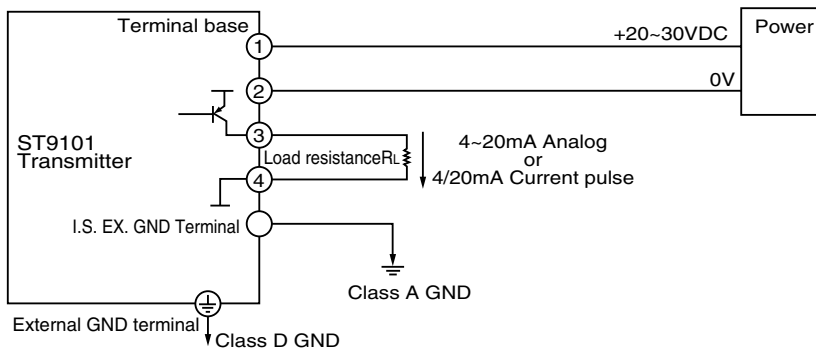 Terminal base
1
+20~30VDC
Power
2
0V
ST9101
Transmitter
3
Load resistanceRL
4~20mA Analog
or
4/20mA Current pulse
4
I.S. EX. GND Terminal
Class A GND
External GND terminal
Class D GND